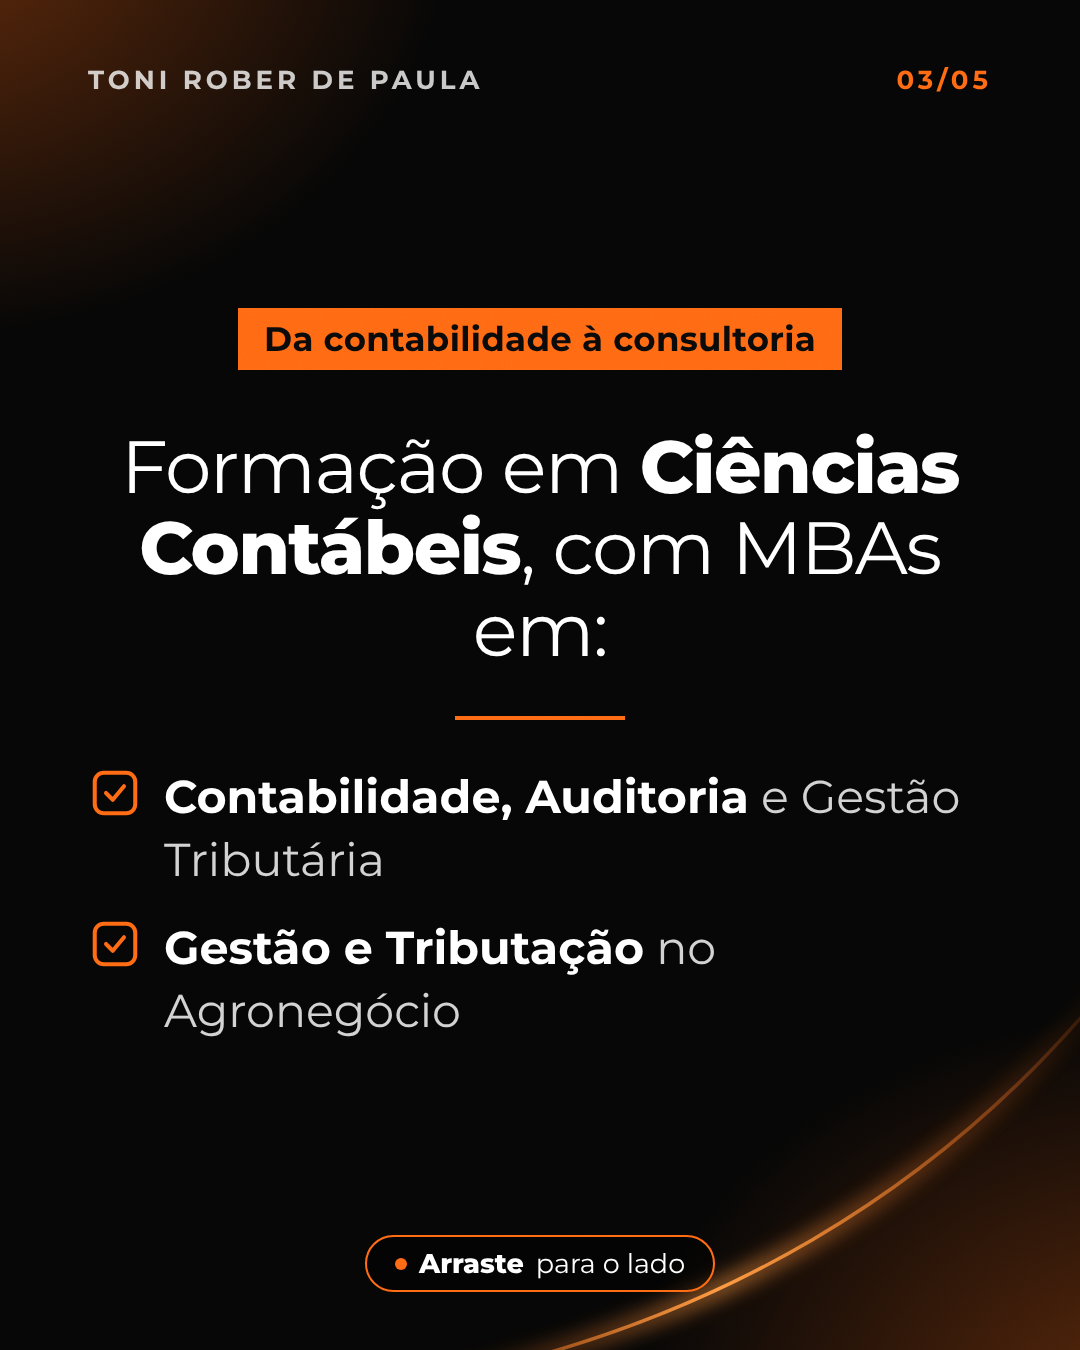 TONI ROBER DE PAULA
03/05
Da contabilidade à consultoria
Formação em Ciências
Contábeis, com MBAs
em:
Contabilidade, Auditoria e Gestão
Tributária
Gestão e Tributação no
Agronegócio
Arraste para o lado